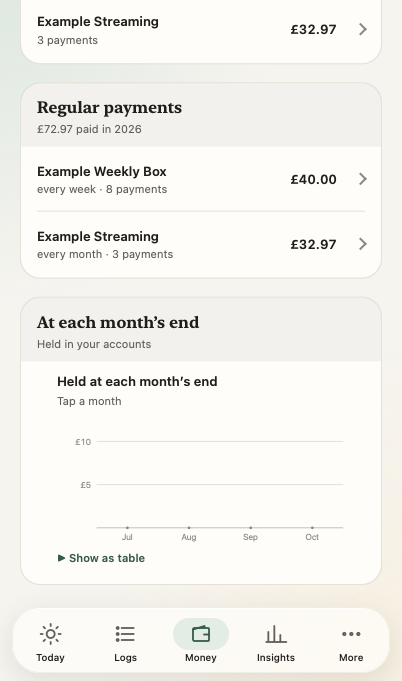 Example Streaming
£32.97
3 payments
Regular payments
£72.97 paid in 2026
Example Weekly Box
£40.00
every week · 8 payments
Example Streaming
£32.97
every month · 3 payments
At each month’s end
Held in your accounts
Held at each month’s end
Tap a month
£10
£5
Jul Aug Sep Oct
Show as table
Today Logs Money Insights More